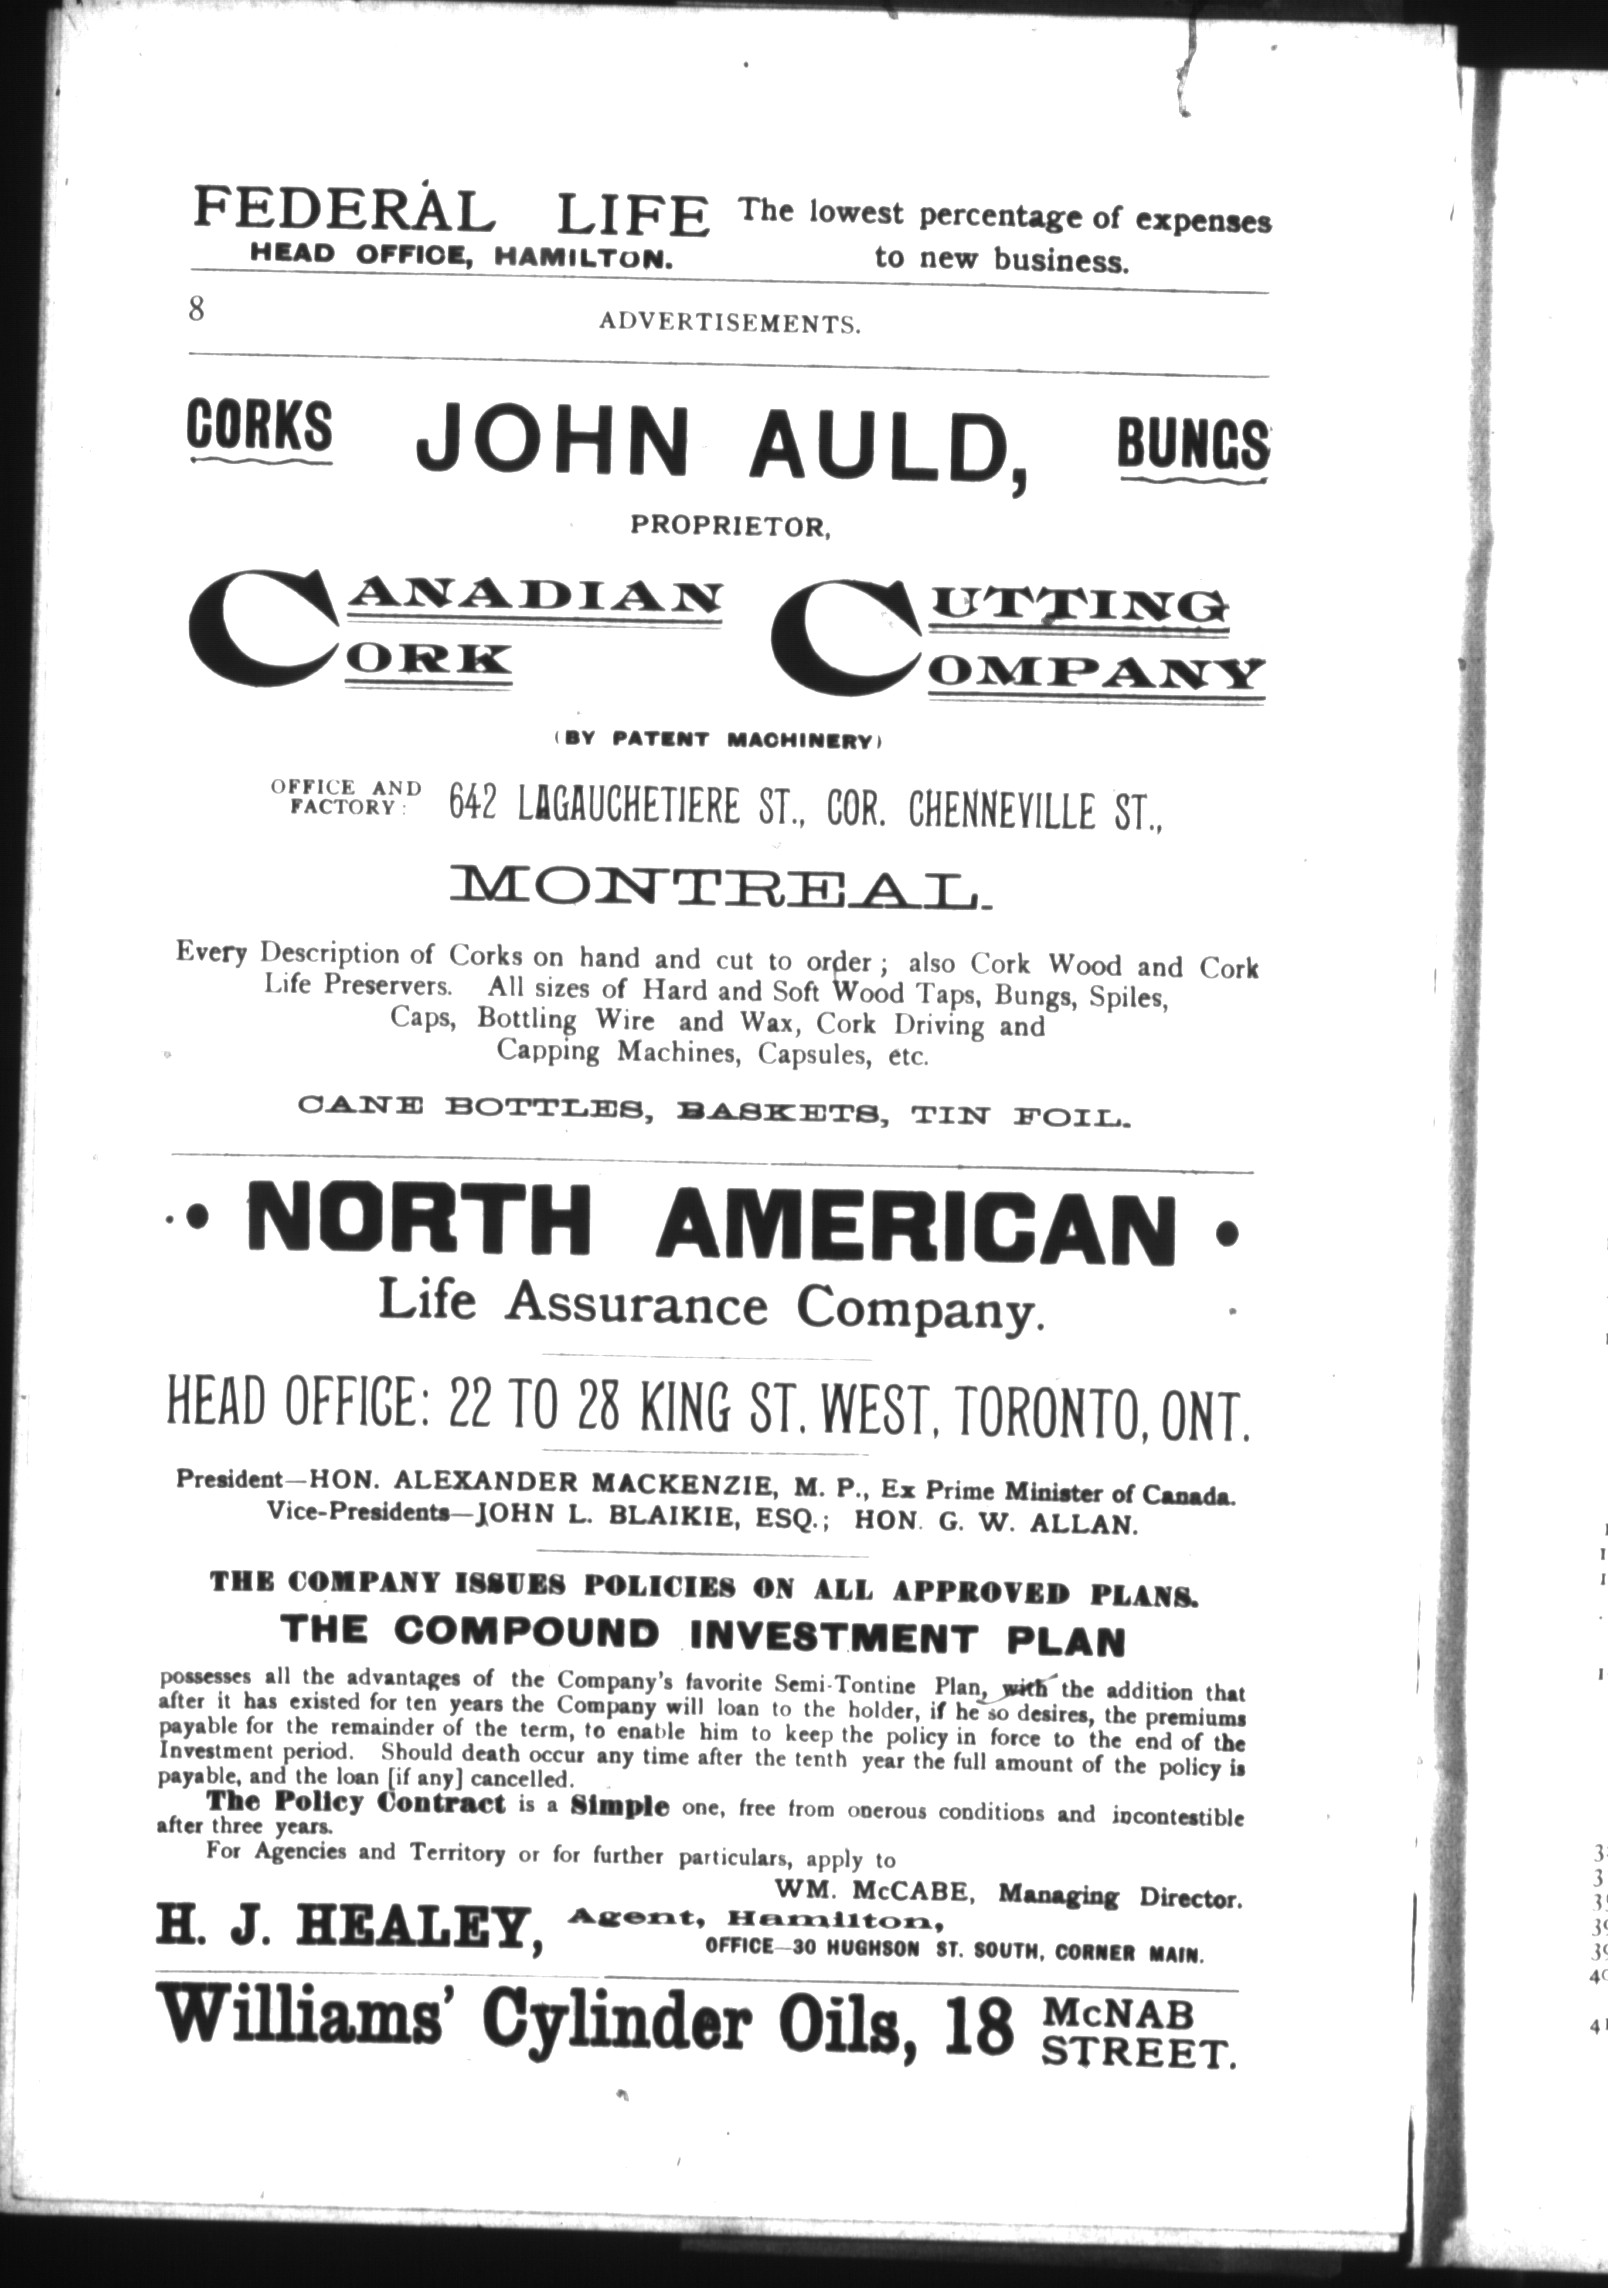 FEDERAL LIFE The lowest percentage of expenses
HEAD OFFICE, HAMILTON. to new business.
8 ADVERTISEMENTS.
CORKS JOHN AULD, BUNGS
PROPRIETOR,
CANADIAN CORK CUTTING COMPANY
(BY PATENT MACHINERY)
OFFICE AND FACTORY: 642 LAGAUCHETIERE ST., COR. CHENNEVILLE ST.,
MONTREAL.
Every Description of Corks on hand and cut to order; also Cork Wood and Cork
Life Preservers. All sizes of Hard and Soft Wood Taps, Bungs, Spiles,
Caps, Bottling Wire and Wax, Cork Driving and
Capping Machines, Capsules, etc.
CANE BOTTLES, BASKETS, TIN FOIL.
NORTH AMERICAN
Life Assurance Company.
HEAD OFFICE: 22 TO 28 KING ST. WEST, TORONTO, ONT.
President—HON. ALEXANDER MACKENZIE, M. P., Ex Prime Minister of Canada.
Vice-Presidents—JOHN L. BLAIKIE, ESQ.; HON. G. W. ALLAN.
THE COMPANY ISSUES POLICIES ON ALL APPROVED PLANS.
THE COMPOUND INVESTMENT PLAN
possesses all the advantages of the Company's favorite Semi-Tontine Plan, with the addition that
after it has existed for ten years the Company will loan to the holder, if he so desires, the premiums
payable for the remainder of the term, to enable him to keep the policy in force to the end of the
Investment period. Should death occur any time after the tenth year the full amount of the policy is
payable, and the loan [if any] cancelled.
The Policy Contract is a Simple one, free from onerous conditions and incontestible
after three years.
For Agencies and Territory or for further particulars, apply to
WM. McCABE, Managing Director.
H. J. HEALEY, Agent, Hamilton,
OFFICE—30 HUGHSON ST. SOUTH, CORNER MAIN.
Williams' Cylinder Oils, 18 McNAB STREET.